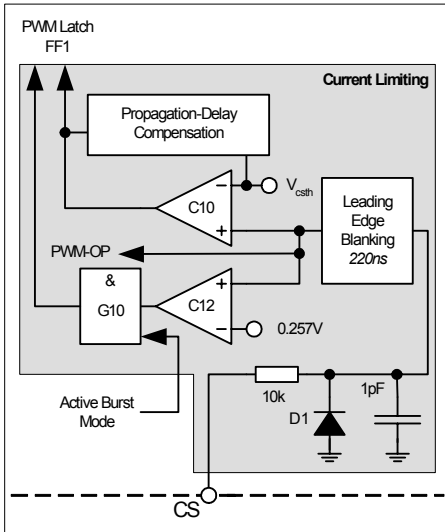 PWM Latch
FF1
Current Limiting
Propagation-Delay
Compensation
Vcsth
C10
Leading
Edge
Blanking
220ns
PWM-OP
&
G10
C12
0.257V
Active Burst
Mode
10k
D1
1pF
CS